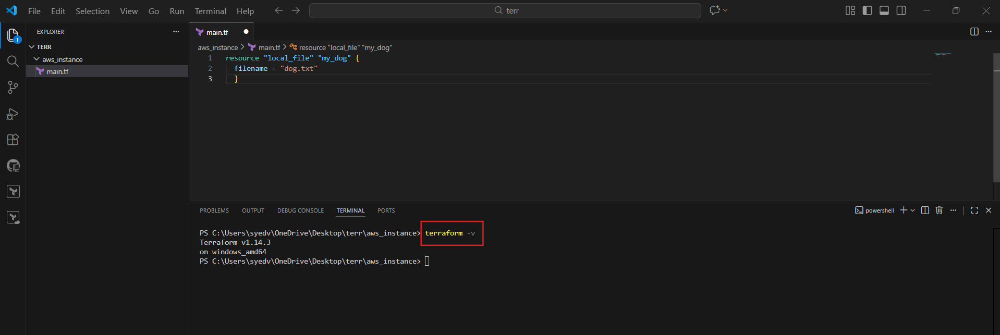 File Edit Selection View Go Run Terminal Help
terr
EXPLORER
TERR
aws_instance
main.tf
1
main.tf
aws_instance > main.tf > resource "local_file" "my_dog"
1 resource "local_file" "my_dog" {
2 filename = "dog.txt"
3 }
PROBLEMS OUTPUT DEBUG CONSOLE TERMINAL PORTS
powershell
PS C:\Users\syedv\OneDrive\Desktop\terr\aws_instance> terraform -v
Terraform v1.14.3
on windows_amd64
PS C:\Users\syedv\OneDrive\Desktop\terr\aws_instance>